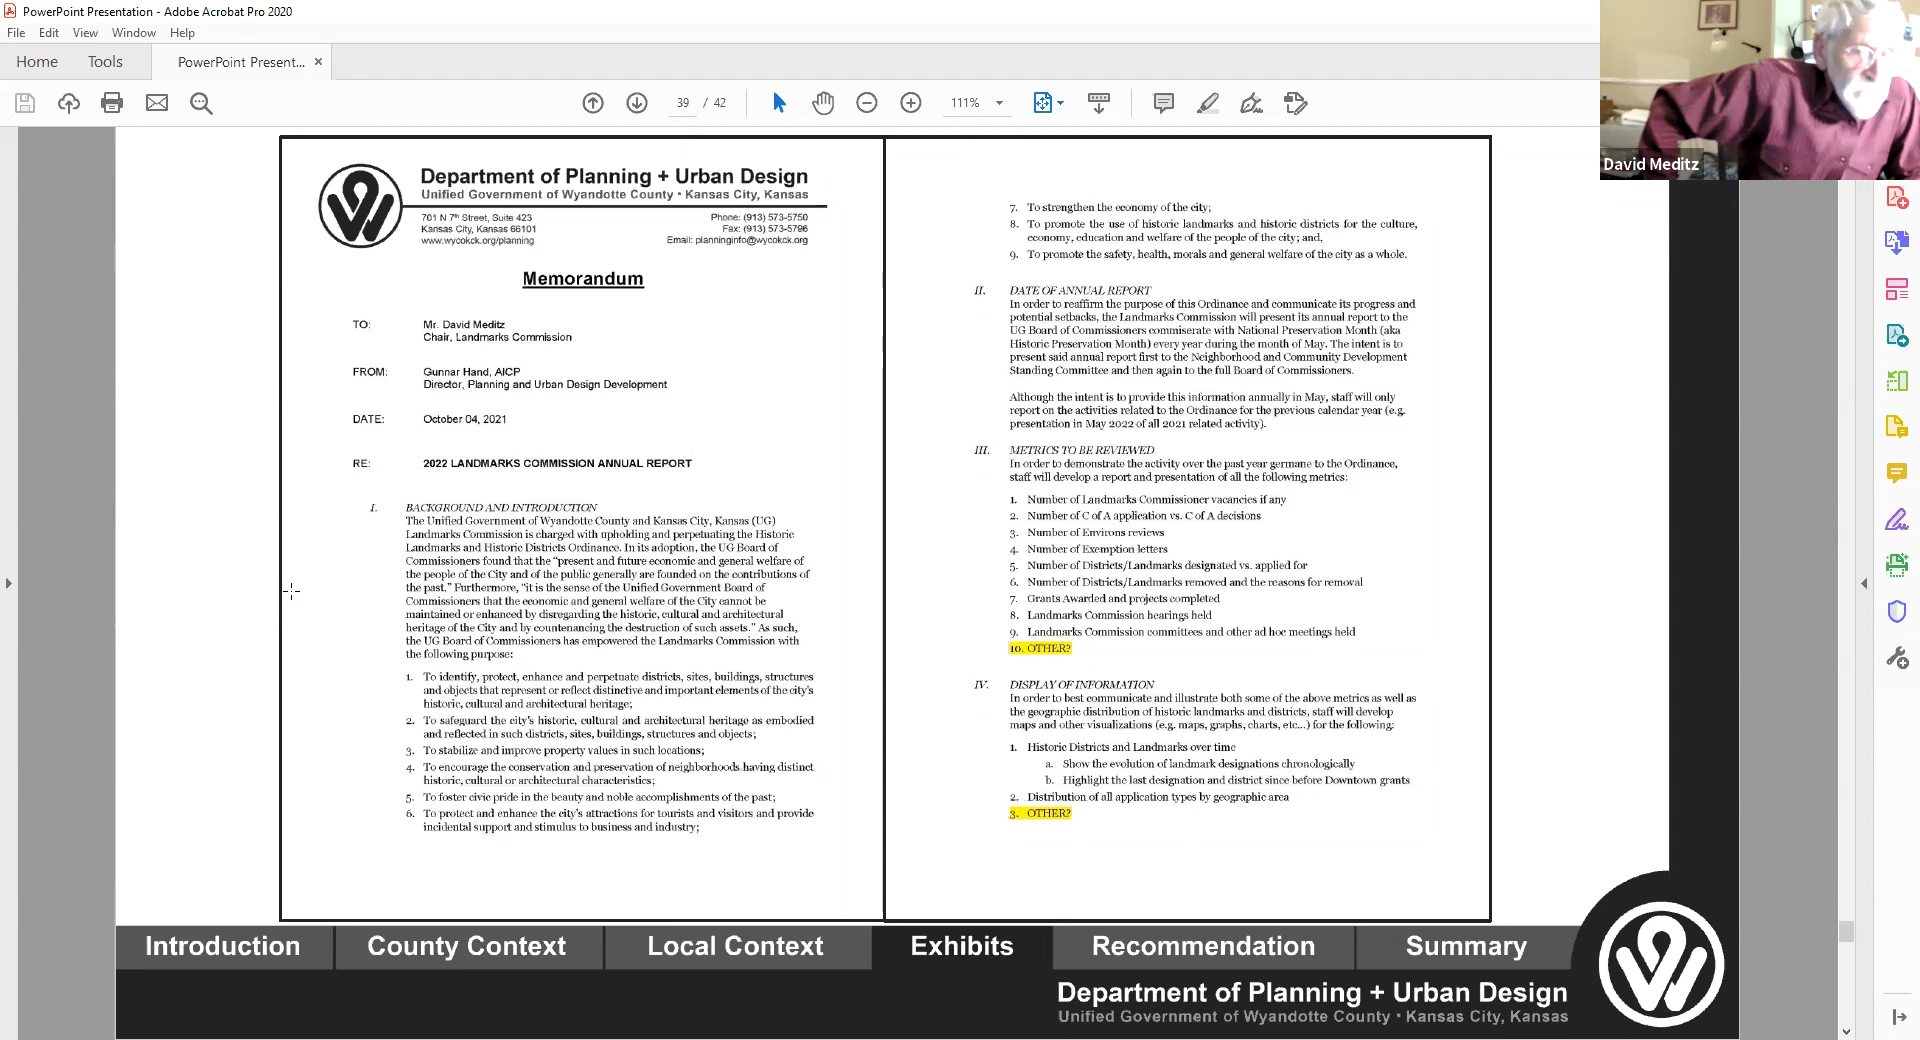 PowerPoint Presentation - Adobe Acrobat Pro 2020
File Edit View Window Help
Home Tools PowerPoint Present... ×
39 / 42 111%
David Meditz
Department of Planning + Urban Design
Unified Government of Wyandotte County • Kansas City, Kansas
701 N 7th Street, Suite 423 Phone: (913) 573-5750
Kansas City, Kansas 66101 Fax: (913) 573-5796
www.wycokck.org/planning Email: planninginfo@wycokck.org
Memorandum
TO: Mr. David Meditz
Chair, Landmarks Commission
FROM: Gunnar Hand, AICP
Director, Planning and Urban Design Development
DATE: October 04, 2021
RE: 2022 LANDMARKS COMMISSION ANNUAL REPORT
I. BACKGROUND AND INTRODUCTION
The Unified Government of Wyandotte County and Kansas City, Kansas (UG)
Landmarks Commission is charged with upholding and perpetuating the Historic
Landmarks and Historic Districts Ordinance. In its adoption, the UG Board of
Commissioners found that the “present and future economic and general welfare of
the people of the City and of the public generally are founded on the contributions of
the past.” Furthermore, “it is the sense of the Unified Government Board of
Commissioners that the economic and general welfare of the City cannot be
maintained or enhanced by disregarding the historic, cultural and architectural
heritage of the City and by countenancing the destruction of such assets.” As such,
the UG Board of Commissioners has empowered the Landmarks Commission with
the following purpose:
1. To identify, protect, enhance and perpetuate districts, sites, buildings, structures
and objects that represent or reflect distinctive and important elements of the city’s
historic, cultural and architectural heritage;
2. To safeguard the city’s historic, cultural and architectural heritage as embodied
and reflected in such districts, sites, buildings, structures and objects;
3. To stabilize and improve property values in such locations;
4. To encourage the conservation and preservation of neighborhoods having distinct
historic, cultural or architectural characteristics;
5. To foster civic pride in the beauty and noble accomplishments of the past;
6. To protect and enhance the city’s attractions for tourists and visitors and provide
incidental support and stimulus to business and industry;
7. To strengthen the economy of the city;
8. To promote the use of historic landmarks and historic districts for the culture,
economy, education and welfare of the people of the city; and,
9. To promote the safety, health, morals and general welfare of the city as a whole.
II. DATE OF ANNUAL REPORT
In order to reaffirm the purpose of this Ordinance and communicate its progress and
potential setbacks, the Landmarks Commission will present its annual report to the
UG Board of Commissioners commiserate with National Preservation Month (aka
Historic Preservation Month) every year during the month of May. The intent is to
present said annual report first to the Neighborhood and Community Development
Standing Committee and then again to the full Board of Commissioners.
Although the intent is to provide this information annually in May, staff will only
report on the activities related to the Ordinance for the previous calendar year (e.g.
presentation in May 2022 of all 2021 related activity).
III. METRICS TO BE REVIEWED
In order to demonstrate the activity over the past year germane to the Ordinance,
staff will develop a report and presentation of all the following metrics:
1. Number of Landmarks Commissioner vacancies if any
2. Number of C of A application vs. C of A decisions
3. Number of Environs reviews
4. Number of Exemption letters
5. Number of Districts/Landmarks designated vs. applied for
6. Number of Districts/Landmarks removed and the reasons for removal
7. Grants Awarded and projects completed
8. Landmarks Commission hearings held
9. Landmarks Commission committees and other ad hoc meetings held
10. OTHER?
IV. DISPLAY OF INFORMATION
In order to best communicate and illustrate both some of the above metrics as well as
the geographic distribution of historic landmarks and districts, staff will develop
maps and other visualizations (e.g. maps, graphs, charts, etc...) for the following:
1. Historic Districts and Landmarks over time
a. Show the evolution of landmark designations chronologically
b. Highlight the last designation and district since before Downtown grants
2. Distribution of all application types by geographic area
3. OTHER?
Introduction County Context Local Context Exhibits Recommendation Summary
Department of Planning + Urban Design
Unified Government of Wyandotte County • Kansas City, Kansas